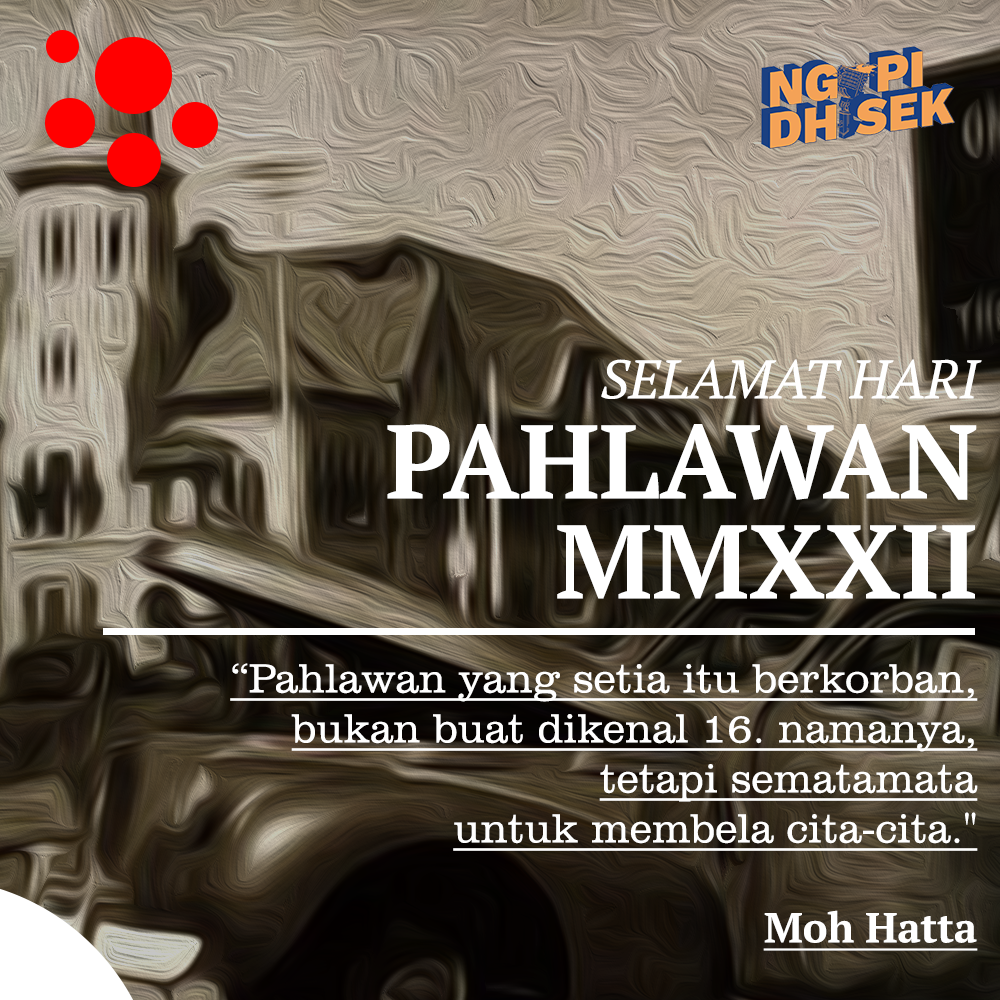 NGOPI
DHISEK
SELAMAT HARI
PAHLAWAN
MMXXII
“Pahlawan yang setia itu berkorban,
bukan buat dikenal 16. namanya,
tetapi sematamata
untuk membela cita-cita."
Moh Hatta